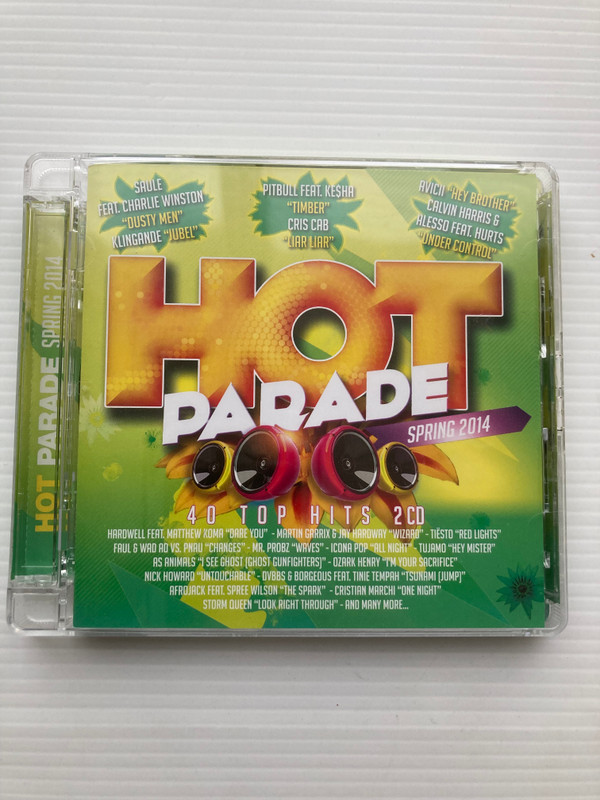 HOT PARADE SPRING 2014
SAULE
FEAT. CHARLIE WINSTON
"DUSTY MEN"
KLINGANDE "JUBEL"
PITBULL FEAT. KE$HA
"TIMBER"
CRIS CAB
"LIAR LIAR"
AVICII "HEY BROTHER"
CALVIN HARRIS &
ALESSO FEAT. HURTS
"UNDER CONTROL"
HOT
PARADE
SPRING 2014
40 TOP HITS 2CD
HARDWELL FEAT. MATTHEW KOMA "DARE YOU" - MARTIN GARRIX & JAY HARDWAY "WIZARD" - TIËSTO "RED LIGHTS"
FAUL & WAD AD VS. PNAU "CHANGES" - MR. PROBZ "WAVES" - ICONA POP "ALL NIGHT" - TUJAMO "HEY MISTER"
AS ANIMALS "I SEE GHOST (GHOST GUNFIGHTERS)" - OZARK HENRY "I'M YOUR SACRIFICE"
NICK HOWARD "UNTOUCHABLE" - DVBBS & BORGEOUS FEAT. TINIE TEMPAH "TSUNAMI (JUMP)"
AFROJACK FEAT. SPREE WILSON "THE SPARK" - CRISTIAN MARCHI "ONE NIGHT"
STORM QUEEN "LOOK RIGHT THROUGH" - AND MANY MORE...